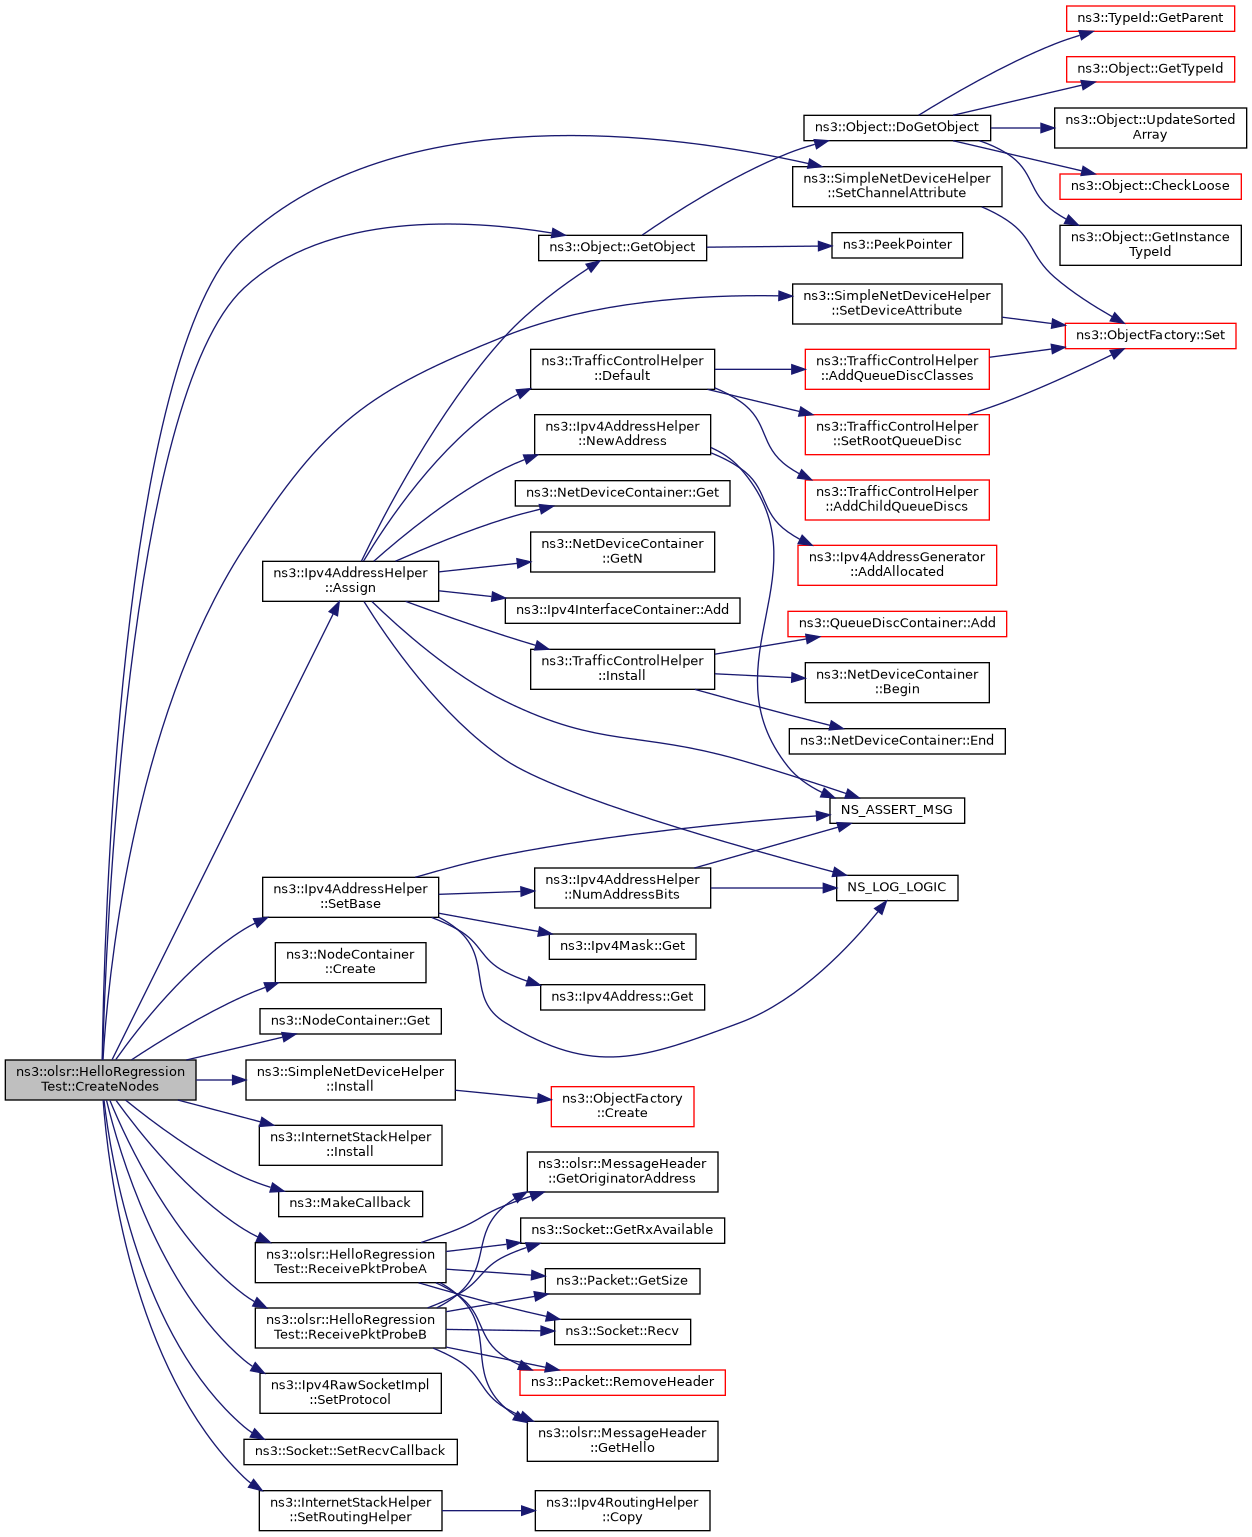 ns3::TypeId::GetParent
ns3::Object::GetTypeId
ns3::Object::UpdateSorted
Array
ns3::Object::DoGetObject
ns3::Object::CheckLoose
ns3::SimpleNetDeviceHelper
::SetChannelAttribute
ns3::Object::GetInstance
TypeId
ns3::Object::GetObject
ns3::PeekPointer
ns3::SimpleNetDeviceHelper
::SetDeviceAttribute
ns3::ObjectFactory::Set
ns3::TrafficControlHelper
::Default
ns3::TrafficControlHelper
::AddQueueDiscClasses
ns3::Ipv4AddressHelper
::NewAddress
ns3::TrafficControlHelper
::SetRootQueueDisc
ns3::NetDeviceContainer::Get
ns3::TrafficControlHelper
::AddChildQueueDiscs
ns3::NetDeviceContainer
::GetN
ns3::Ipv4AddressGenerator
::AddAllocated
ns3::Ipv4AddressHelper
::Assign
ns3::Ipv4InterfaceContainer::Add
ns3::QueueDiscContainer::Add
ns3::TrafficControlHelper
::Install
ns3::NetDeviceContainer
::Begin
ns3::NetDeviceContainer::End
NS_ASSERT_MSG
ns3::Ipv4AddressHelper
::SetBase
ns3::Ipv4AddressHelper
::NumAddressBits
NS_LOG_LOGIC
ns3::NodeContainer
::Create
ns3::Ipv4Mask::Get
ns3::Ipv4Address::Get
ns3::NodeContainer::Get
ns3::olsr::HelloRegression
Test::CreateNodes
ns3::SimpleNetDeviceHelper
::Install
ns3::ObjectFactory
::Create
ns3::InternetStackHelper
::Install
ns3::olsr::MessageHeader
::GetOriginatorAddress
ns3::MakeCallback
ns3::Socket::GetRxAvailable
ns3::olsr::HelloRegression
Test::ReceivePktProbeA
ns3::Packet::GetSize
ns3::olsr::HelloRegression
Test::ReceivePktProbeB
ns3::Socket::Recv
ns3::Packet::RemoveHeader
ns3::Ipv4RawSocketImpl
::SetProtocol
ns3::olsr::MessageHeader
::GetHello
ns3::Socket::SetRecvCallback
ns3::InternetStackHelper
::SetRoutingHelper
ns3::Ipv4RoutingHelper
::Copy